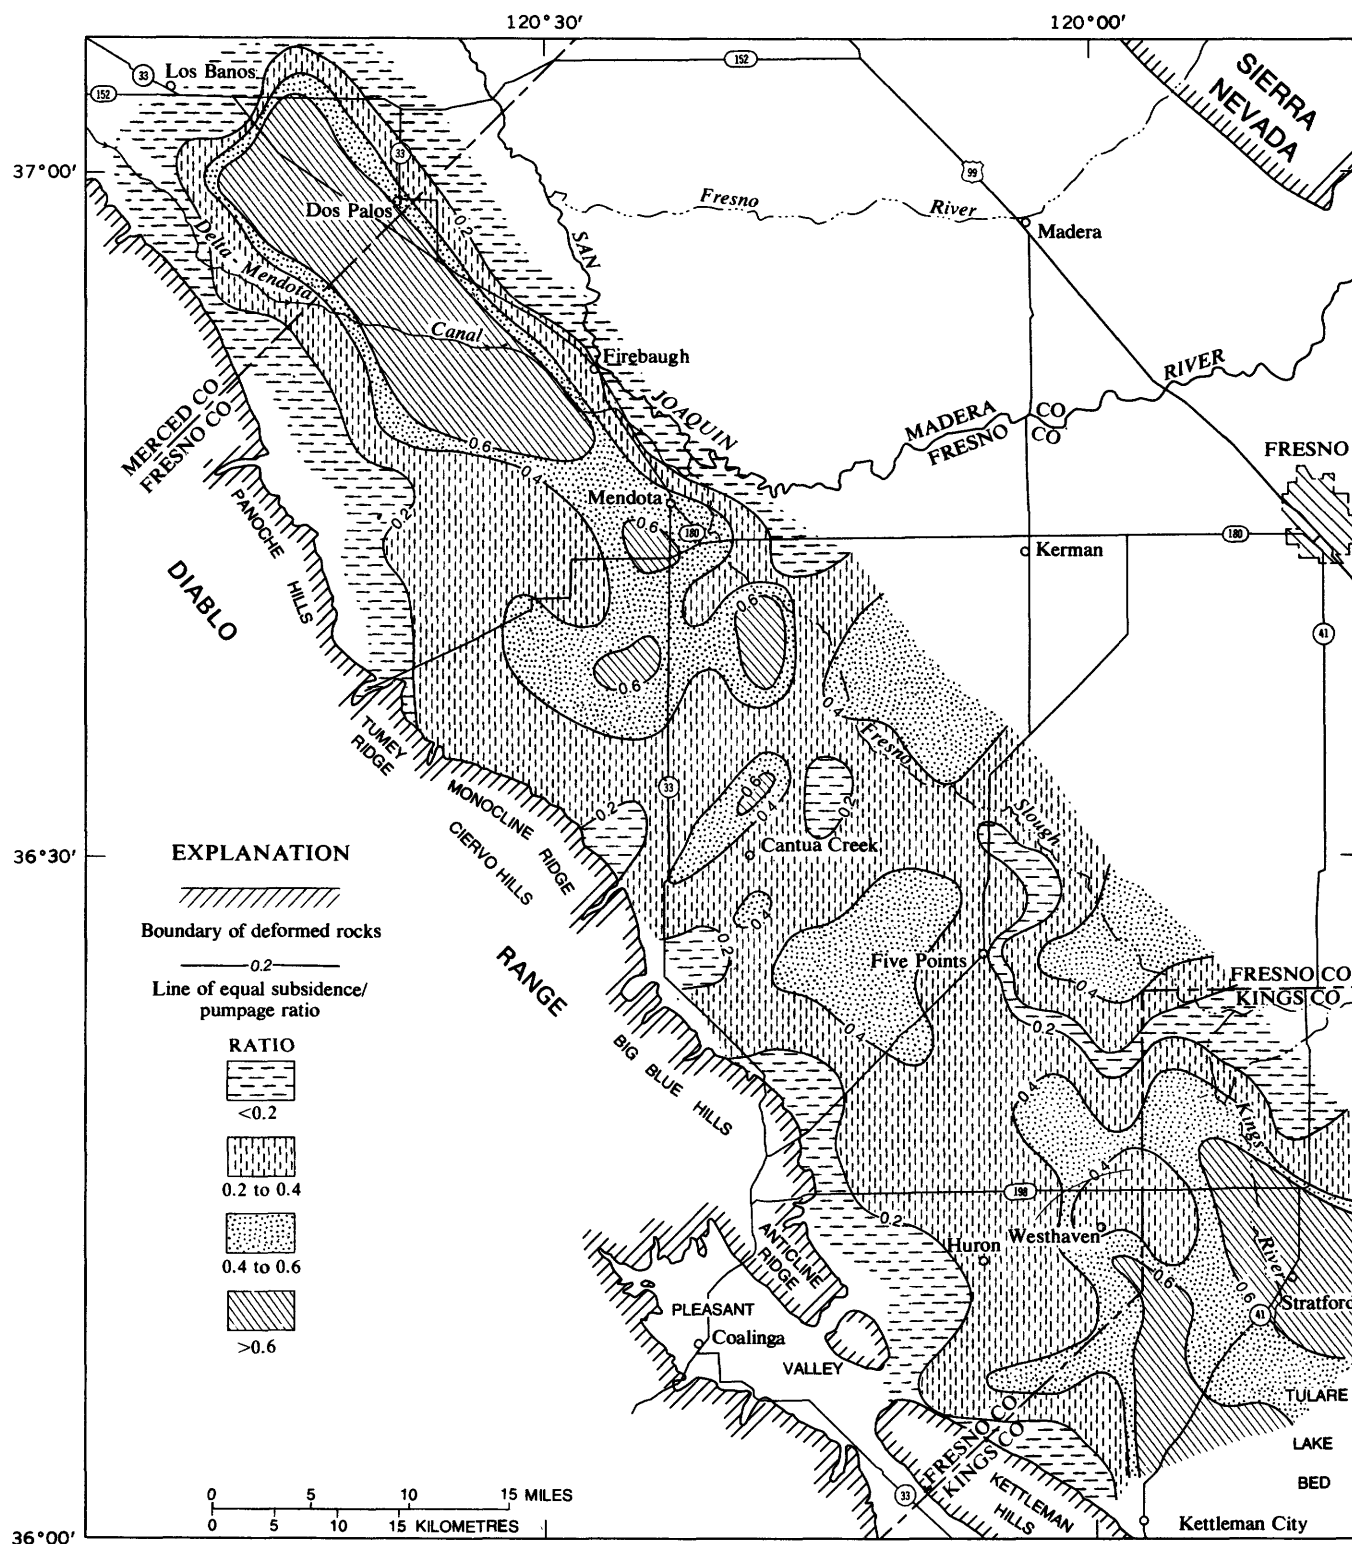 120°30′
120°00′
33
Los Banos
152
152
SIERRA
NEVADA
37°00′
33
99
Dos Palos
0.2
Fresno
River
Madera
SAN
Delta - Mendota
Canal
Firebaugh
RIVER
MERCED CO
FRESNO CO
JOAQUIN
MADERA CO
FRESNO CO
FRESNO
0.6
0.4
PANOCHE
HILLS
0.2
Mendota
0.6
180
180
Kerman
DIABLO
0.6
0.6
41
0.4
TUMEY
RIDGE
Fresno
Slough
MONOCLINE RIDGE
CIERVO HILLS
0.2
33
0.6
0.4
0.2
36°30′
Cantua Creek
EXPLANATION
Boundary of deformed rocks
0.2
Line of equal subsidence/
pumpage ratio
RATIO
<0.2
0.2 to 0.4
0.4 to 0.6
>0.6
0.4
0.2
Five Points
0.4
0.4
0.2
FRESNO CO
KINGS CO
RANGE
BIG BLUE HILLS
0.4
Kings
River
0.4
198
0.2
Huron
Westhaven
ANTICLINE
RIDGE
0.6
0.6
41
Stratford
PLEASANT
VALLEY
Coalinga
TULARE
LAKE
BED
FRESNO CO
KINGS CO
33
KETTLEMAN
HILLS
Kettleman City
0 5 10 15 MILES
0 5 10 15 KILOMETRES
36°00′